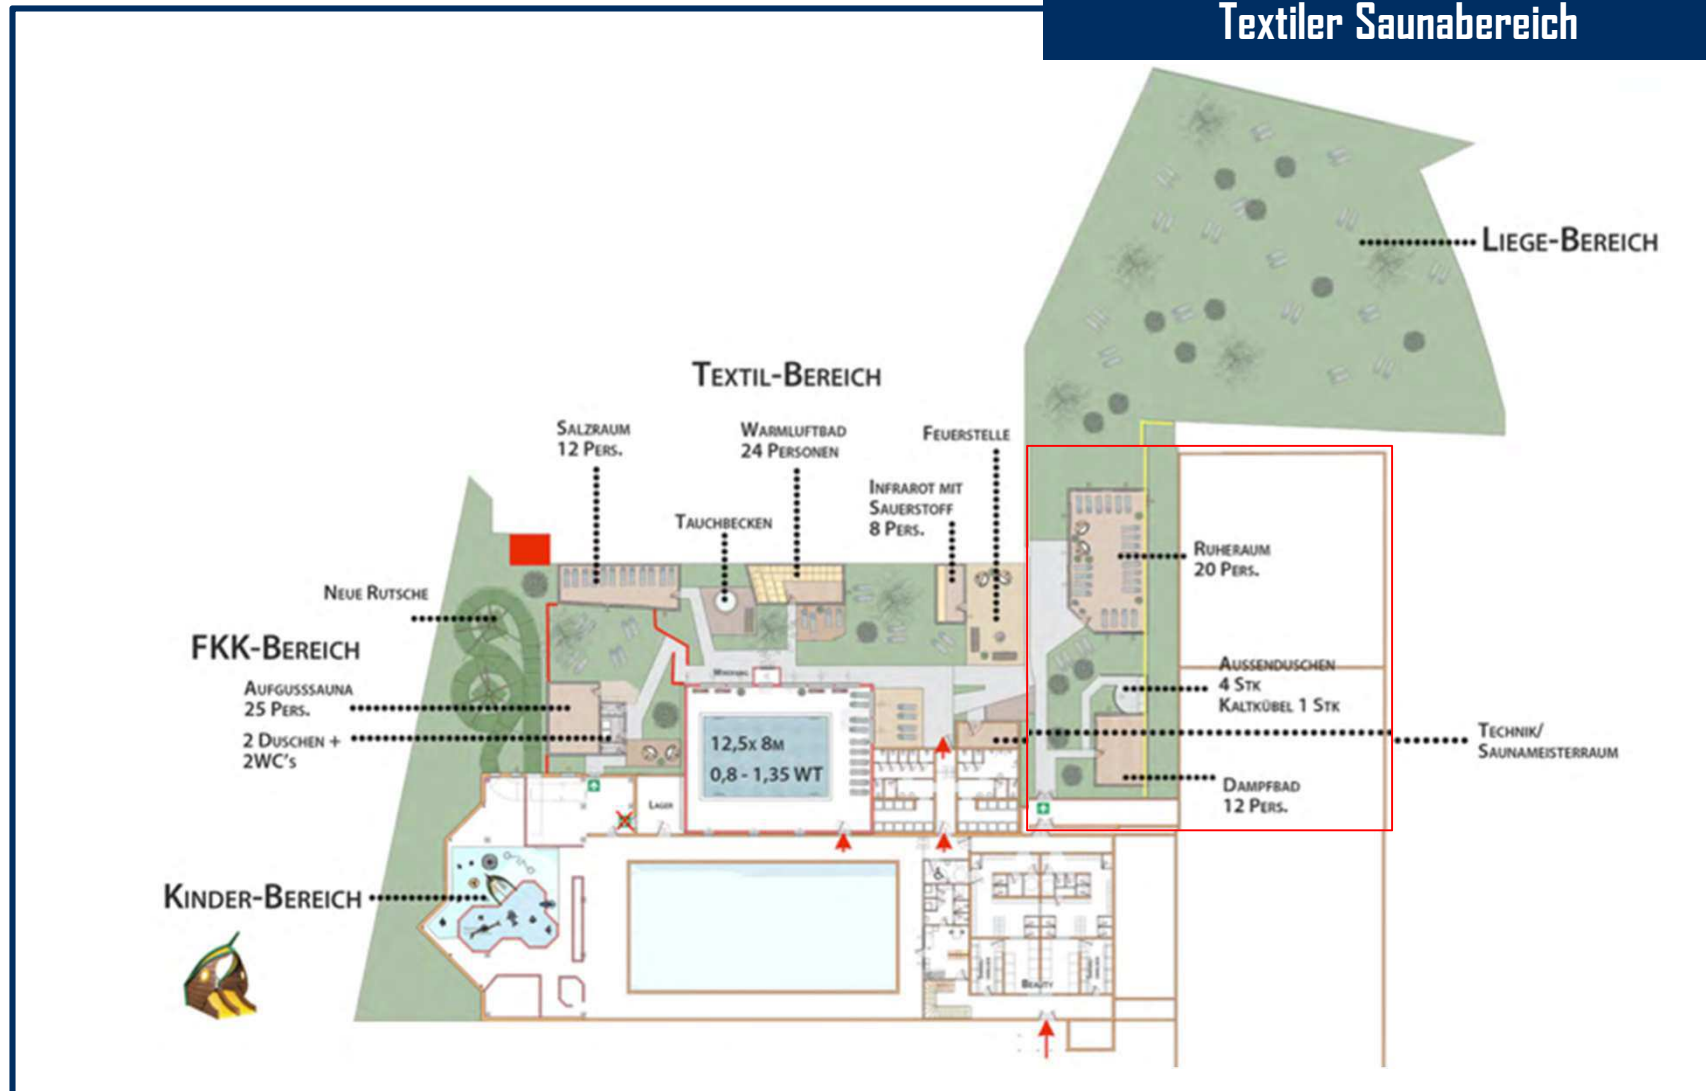 Textiler Saunabereich
Liege-Bereich
Textil-Bereich
Salzraum
12 Pers.
Warmluftbad
24 Personen
Feuerstelle
Infrarot mit
Sauerstoff
8 Pers.
Tauchbecken
Ruheraum
20 Pers.
Neue Rutsche
FKK-Bereich
Aufgusssauna
25 Pers.
2 Duschen +
2WC's
Windfang
12,5x 8m
0,8 - 1,35 WT
Aussenduschen
4 Stk
Kaltkübel 1 Stk
Technik/
Saunameisterraum
Dampfbad
12 Pers.
Lager
Kinder-Bereich
Beauty